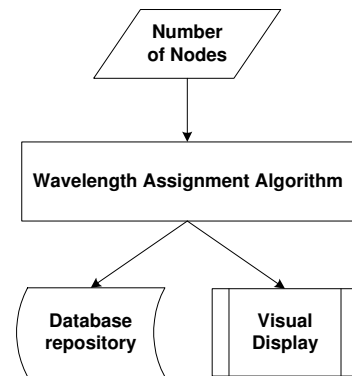 Number
of Nodes
Wavelength Assignment Algorithm
Database
repository
Visual
Display